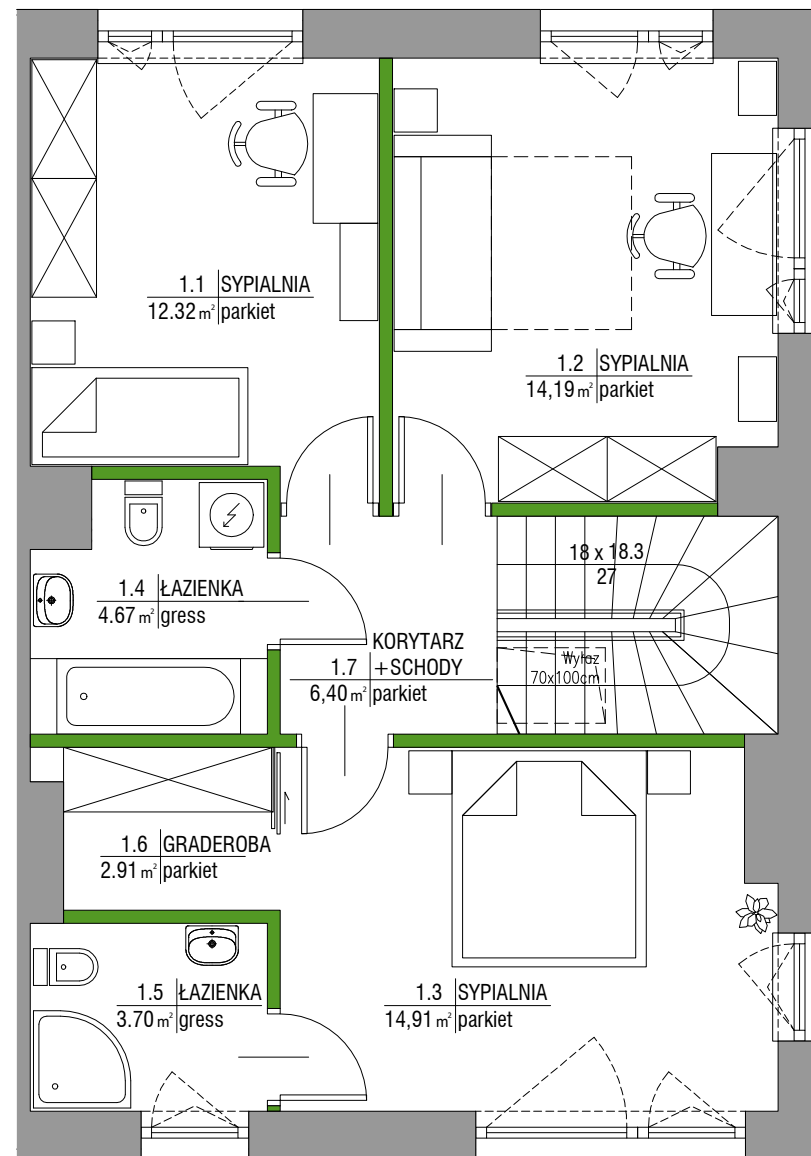 1.1 SYPIALNIA
12.32 m² parkiet
1.2 SYPIALNIA
14,19 m² parkiet
18 x 18.3
27
1.4 ŁAZIENKA
4.67 m² gress
KORYTARZ
1.7 +SCHODY
6,40 m² parkiet
Wyłaz
70x100cm
1.6 GRADEROBA
2.91 m² parkiet
1.5 ŁAZIENKA
3.70 m² gress
1.3 SYPIALNIA
14,91 m² parkiet